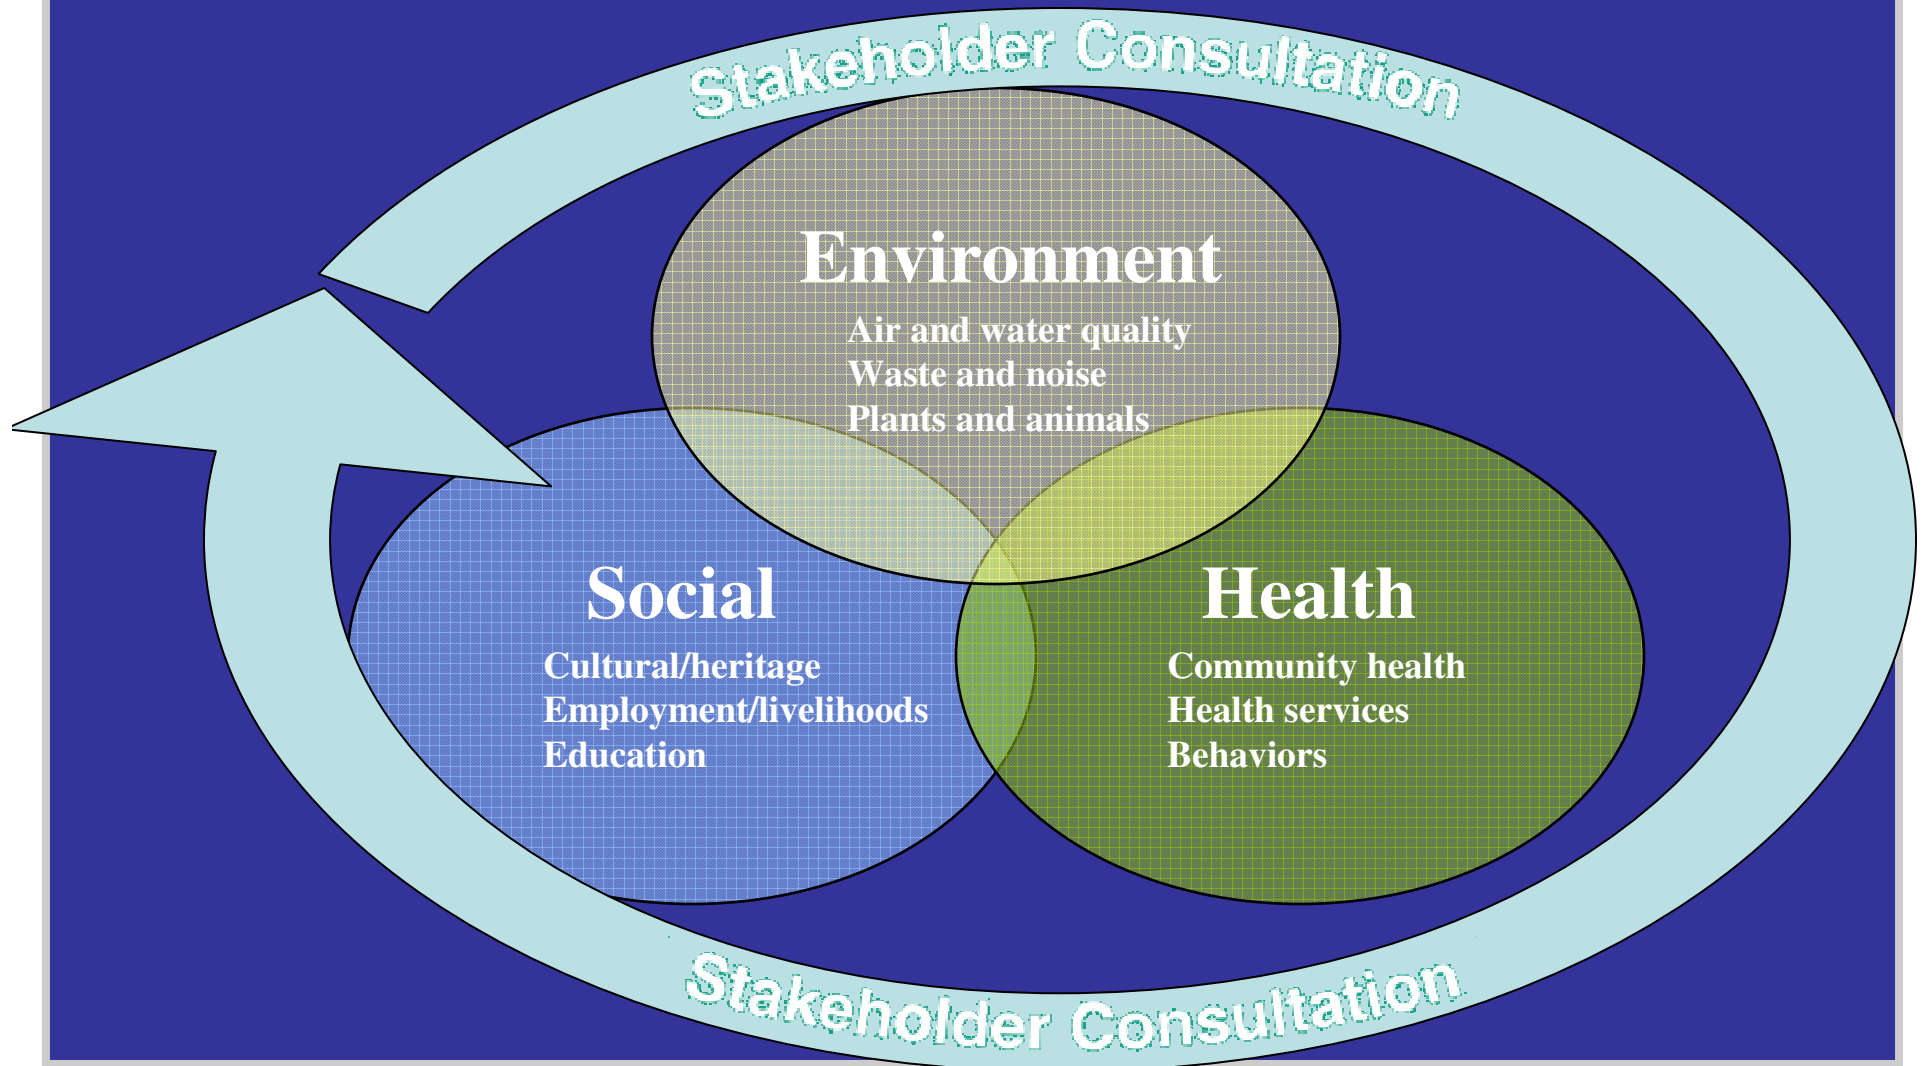 Stakeholder Consultation
Environment
Air and water quality
Waste and noise
Plants and animals
Social
Cultural/heritage
Employment/livelihoods
Education
Health
Community health
Health services
Behaviors
Stakeholder Consultation